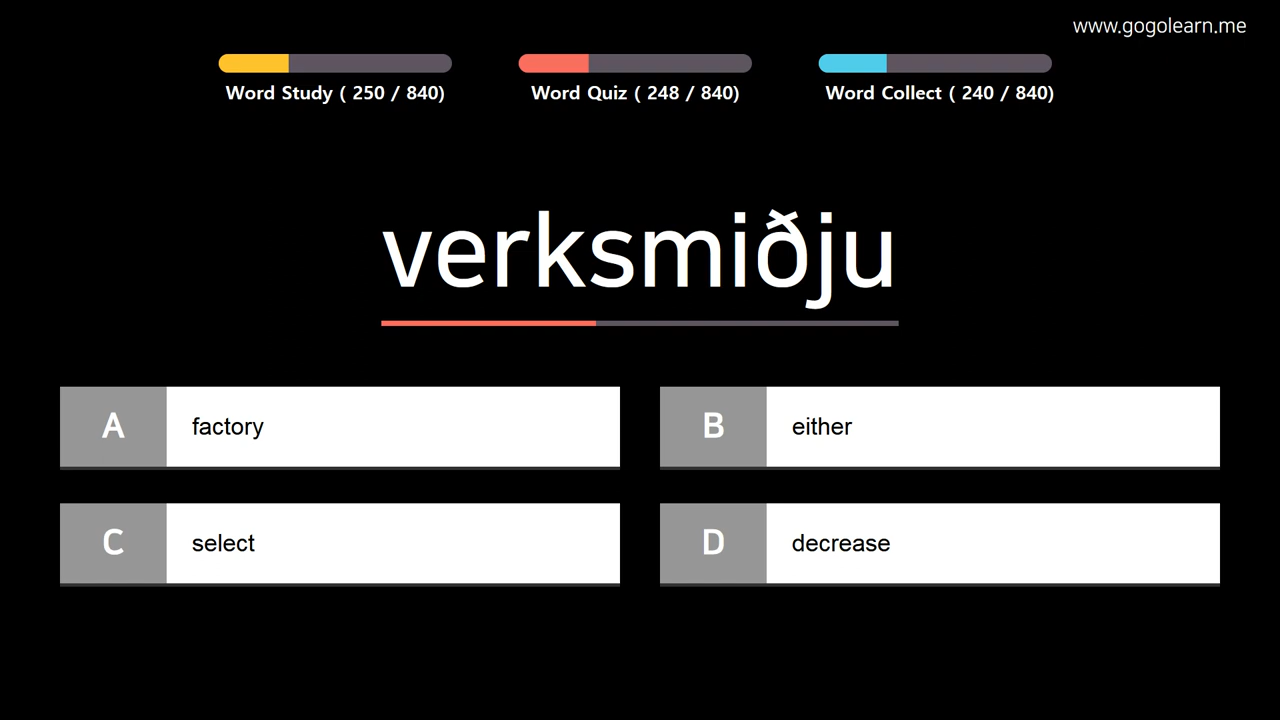 www.gogolearn.me
Word Study ( 250 / 840)
Word Quiz ( 248 / 840)
Word Collect ( 240 / 840)
verksmiðju
A factory
B either
C select
D decrease